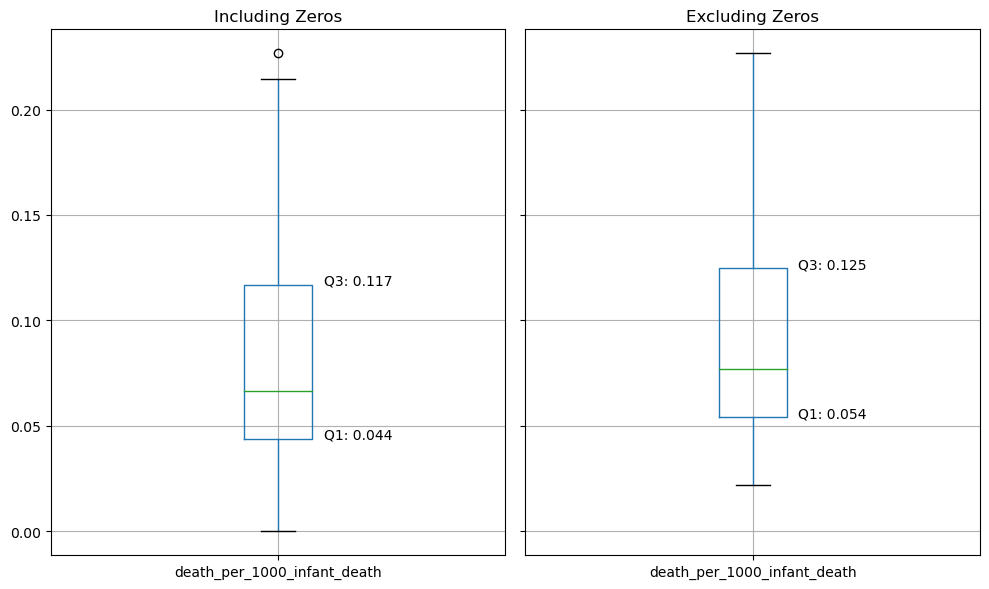 Including Zeros
Excluding Zeros
0.20
0.15
0.10
0.05
0.00
Q3: 0.117
Q1: 0.044
Q3: 0.125
Q1: 0.054
death_per_1000_infant_death
death_per_1000_infant_death